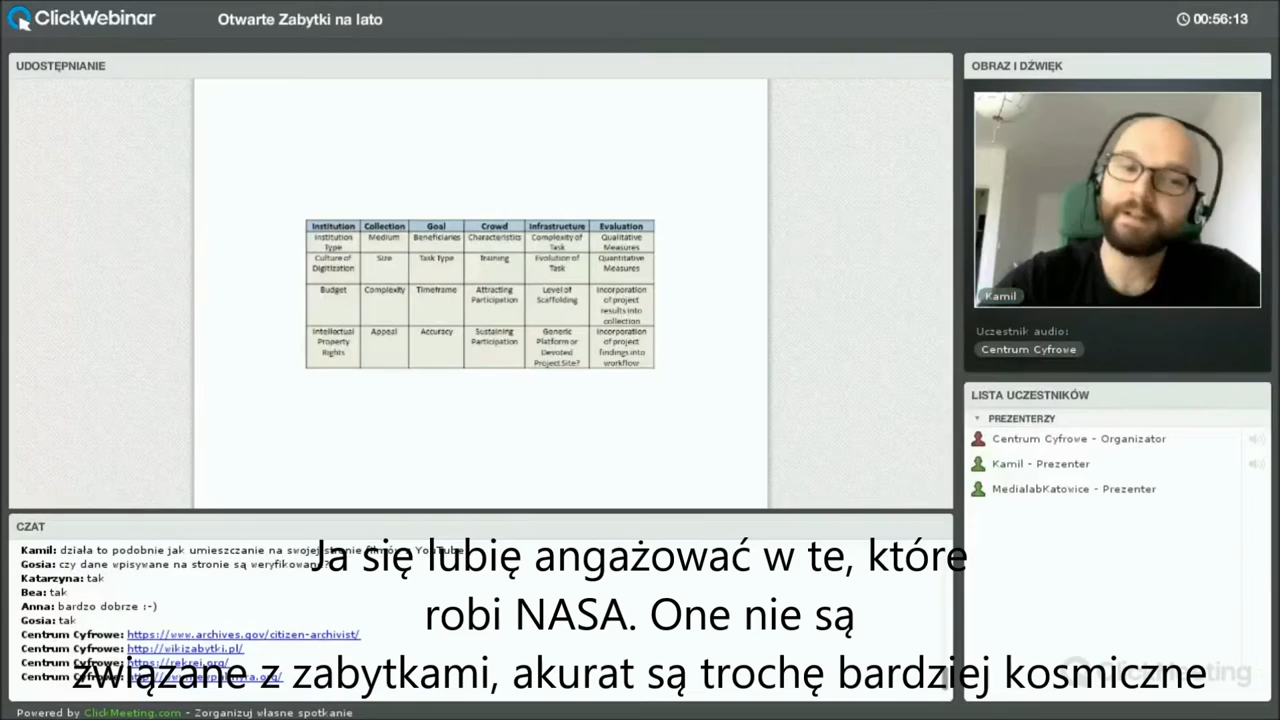 ClickWebinar
Otwarte Zabytki na lato
00:56:13
UDOSTĘPNIANIE
Institution Collection Goal Crowd Infrastructure Evaluation
Institution Type Medium Beneficiaries Characteristics Complexity of Task Qualitative Measures
Culture of Digitization Size Task Type Training Evolution of Task Quantitative Measures
Budget Complexity Timeframe Attracting Participation Level of Scaffolding Incorporation of project results into collection
Intellectual Property Rights Appeal Accuracy Sustaining Participation Generic Platform or Devoted Project Site? Incorporation of project findings into workflow
OBRAZ I DŹWIĘK
Kamil
Uczestnik audio:
Centrum Cyfrowe
LISTA UCZESTNIKÓW
PREZENTERZY
Centrum Cyfrowe - Organizator
Kamil - Prezenter
MedialabKatowice - Prezenter
CZAT
Kamil: działa to podobnie jak umieszczanie na swojej stronie filmów z YouTube
Gosia: czy dane wpisywane na stronie są weryfikowane?
Katarzyna: tak
Bea: tak
Anna: bardzo dobrze :-)
Gosia: tak
Centrum Cyfrowe: https://www.archives.gov/citizen-archivist/
Centrum Cyfrowe: http://wikizabytki.pl/
Centrum Cyfrowe: https://rekrei.org/
Centrum Cyfrowe:
Ja się lubię angażować w te, które
robi NASA. One nie są
związane z zabytkami, akurat są trochę bardziej kosmiczne
ClickMeeting
Powered by ClickMeeting.com - Zorganizuj własne spotkanie